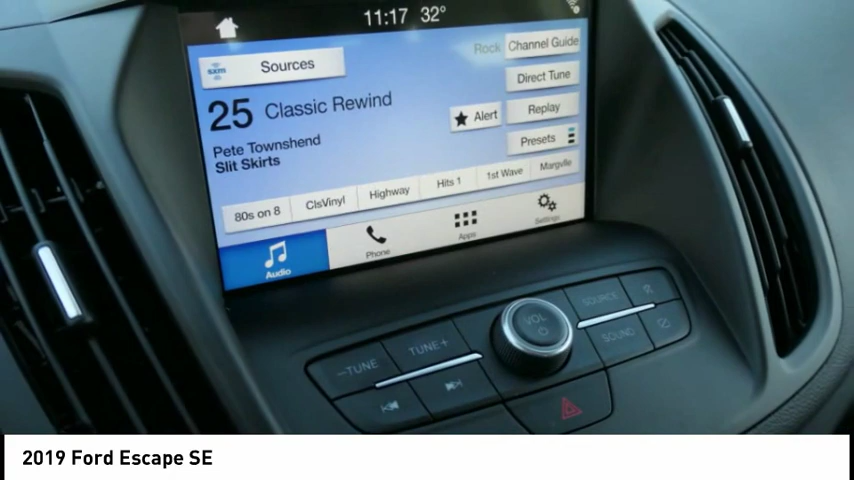 11:17 32°
sxm Sources
Rock Channel Guide
Direct Tune
25 Classic Rewind
Alert
Replay
Pete Townshend
Slit Skirts
Presets
80s on 8 ClsVinyl Highway Hits 1 1st Wave Margvlle
Audio Phone Apps Settings
VOL
SOURCE
-TUNE TUNE+
SOUND
2019 Ford Escape SE